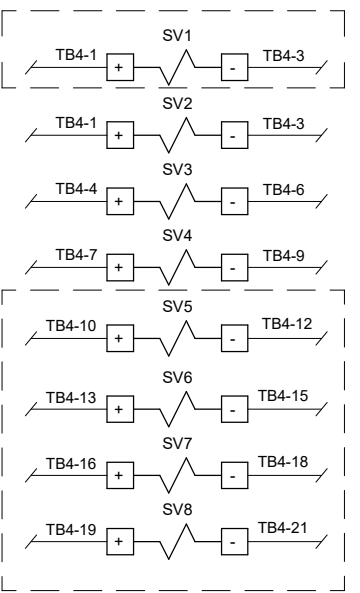 SV1
TB4-1 + - TB4-3
SV2
TB4-1 + - TB4-3
SV3
TB4-4 + - TB4-6
SV4
TB4-7 + - TB4-9
SV5
TB4-10 + - TB4-12
SV6
TB4-13 + - TB4-15
SV7
TB4-16 + - TB4-18
SV8
TB4-19 + - TB4-21